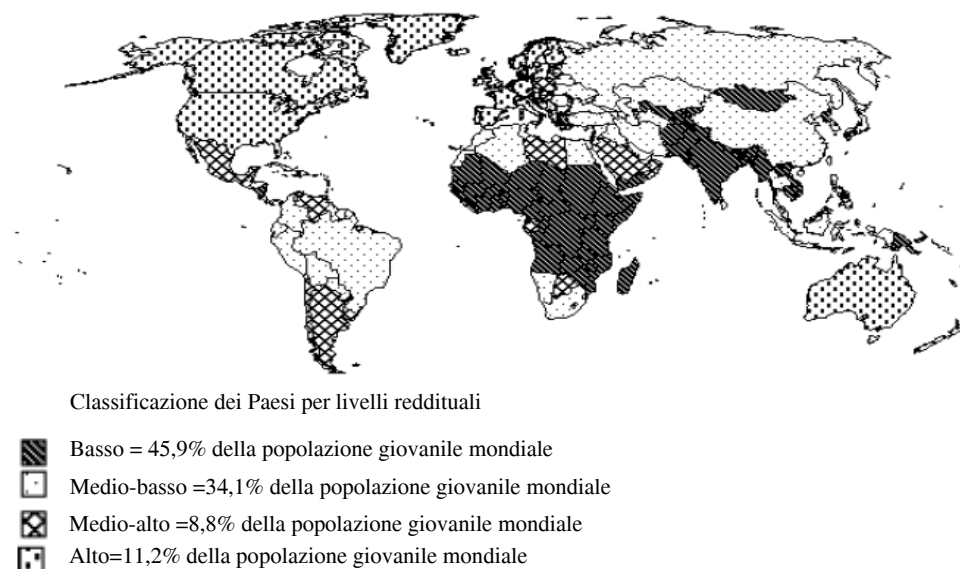 Classificazione dei Paesi per livelli reddituali
Basso = 45,9% della popolazione giovanile mondiale
Medio-basso =34,1% della popolazione giovanile mondiale
Medio-alto =8,8% della popolazione giovanile mondiale
Alto=11,2% della popolazione giovanile mondiale